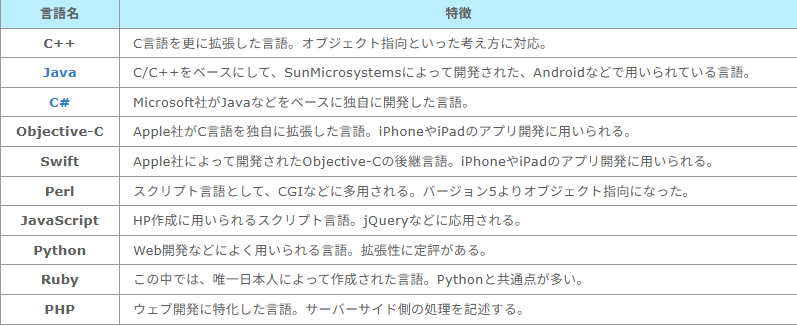 言語名 特徴
C++ C言語を更に拡張した言語。オブジェクト指向といった考え方に対応。
Java C/C++をベースにして、SunMicrosystemsによって開発された、Androidなどで用いられている言語。
C# Microsoft社がJavaなどをベースに独自に開発した言語。
Objective-C Apple社がC言語を独自に拡張した言語。iPhoneやiPadのアプリ開発に用いられる。
Swift Apple社によって開発されたObjective-Cの後継言語。iPhoneやiPadのアプリ開発に用いられる。
Perl スクリプト言語として、CGIなどに多用される。バージョン5よりオブジェクト指向になった。
JavaScript HP作成に用いられるスクリプト言語。jQueryなどに応用される。
Python Web開発などによく用いられる言語。拡張性に定評がある。
Ruby この中では、唯一日本人によって作成された言語。Pythonと共通点が多い。
PHP ウェブ開発に特化した言語。サーバーサイド側の処理を記述する。